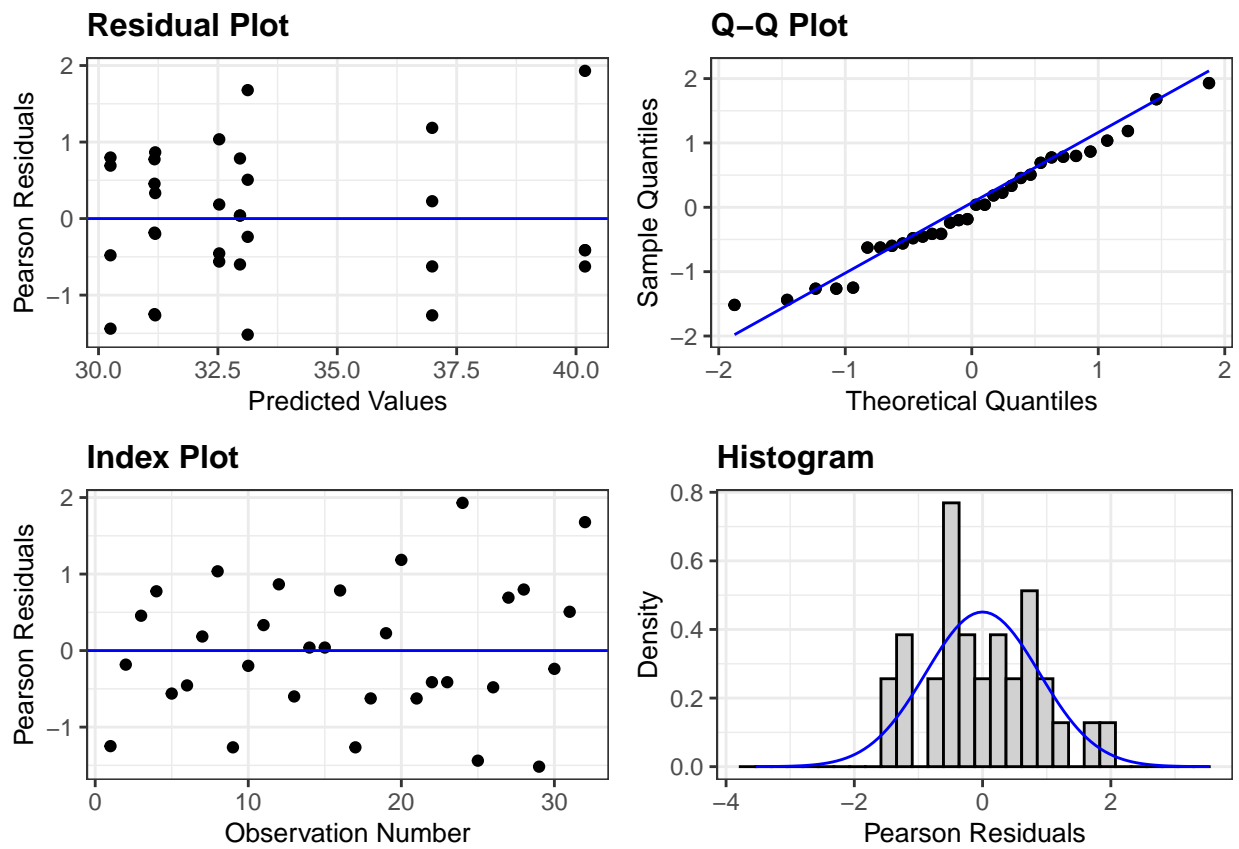 Residual Plot
Pearson Residuals
2
1
0
−1
30.0 32.5 35.0 37.5 40.0
Predicted Values
Q−Q Plot
Sample Quantiles
2
1
0
−1
−2
−2 −1 0 1 2
Theoretical Quantiles
Index Plot
Pearson Residuals
2
1
0
−1
0 10 20 30
Observation Number
Histogram
Density
0.8
0.6
0.4
0.2
0.0
−4 −2 0 2
Pearson Residuals